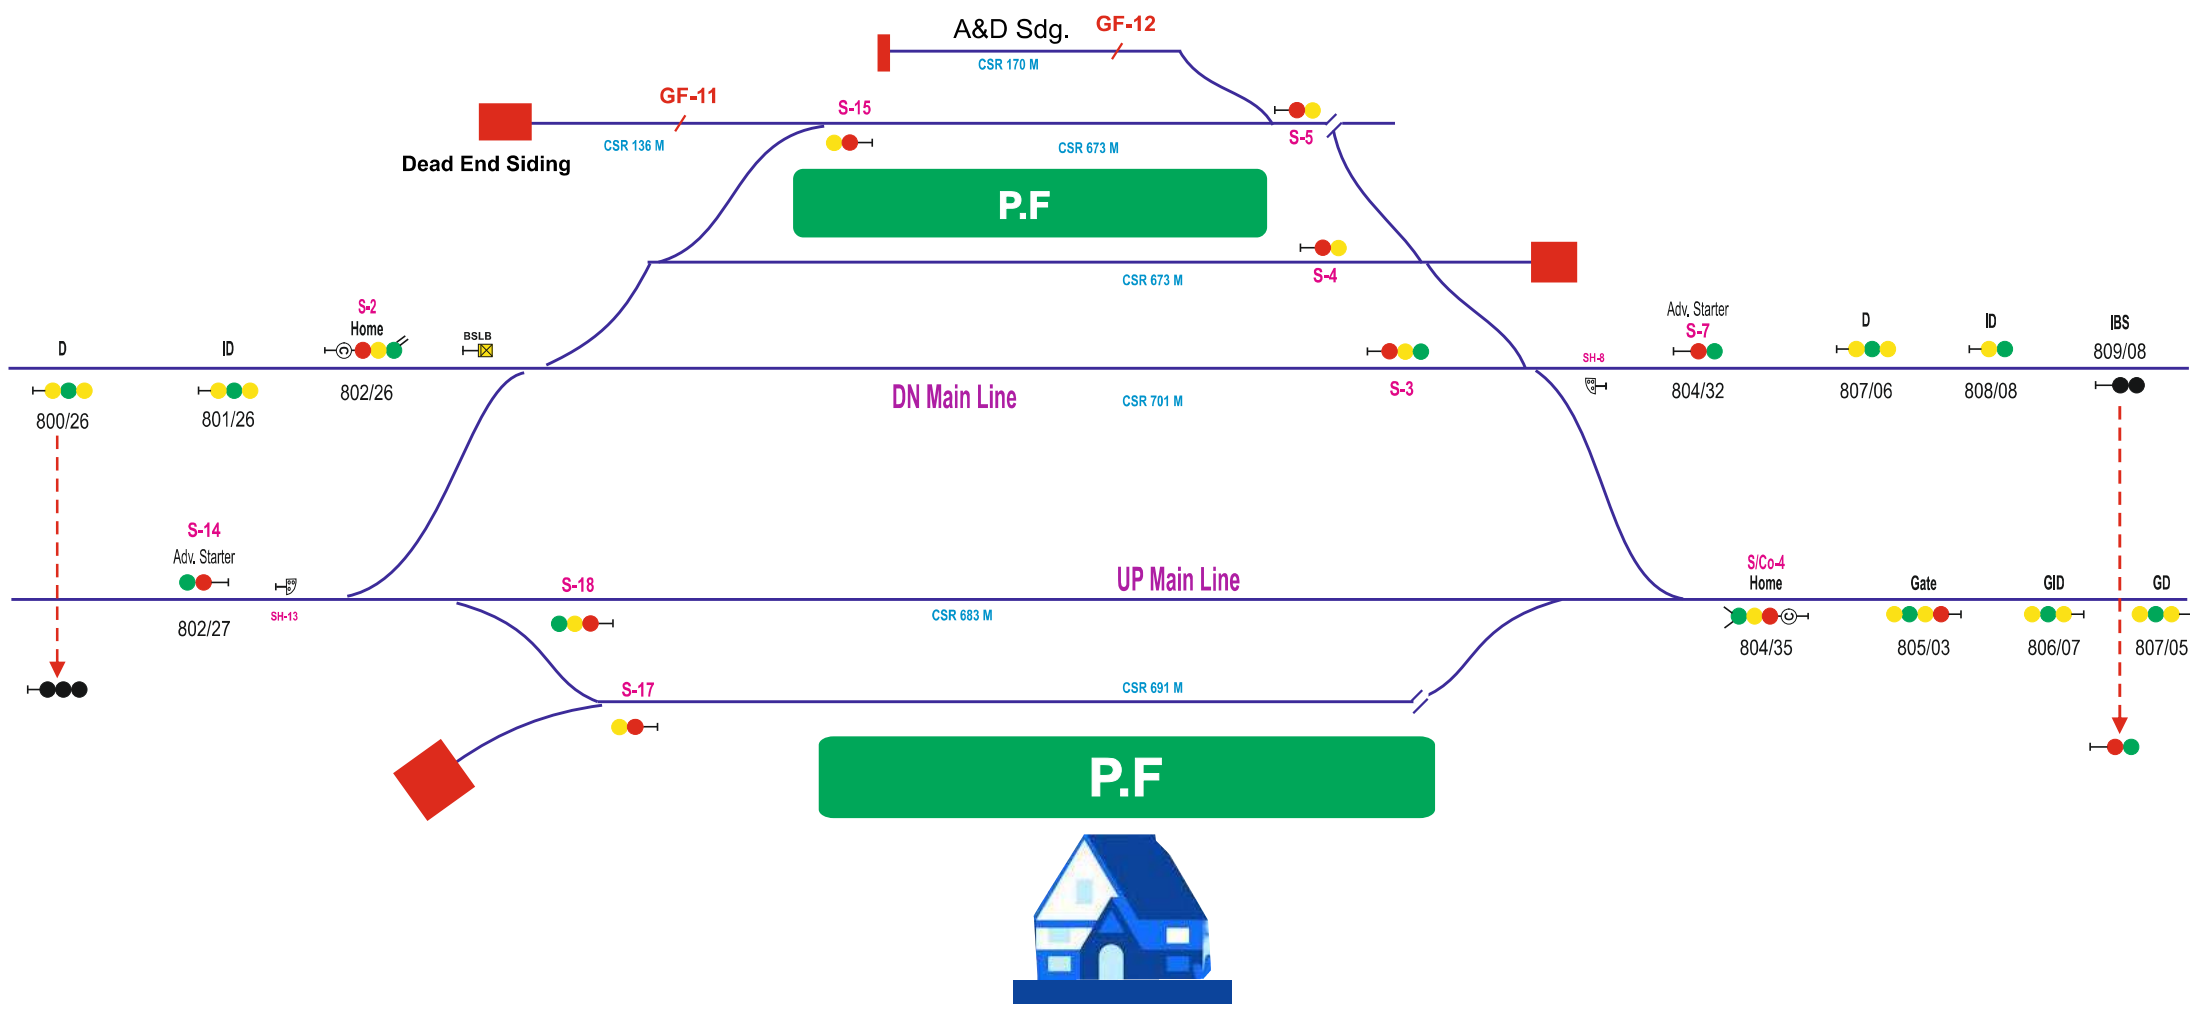 A&D Sdg.
GF-12
CSR 170 M
GF-11
S-15
S-5
CSR 136 M
CSR 673 M
Dead End Siding
P.F
S-4
CSR 673 M
S-2
Home
C
802/26
BSLB
D
800/26
ID
801/26
DN Main Line
CSR 701 M
S-3
SH-8
Adv. Starter
S-7
804/32
D
807/06
ID
808/08
IBS
809/08
S-14
Adv. Starter
802/27
SH-13
S-18
UP Main Line
CSR 683 M
S/Co-4
Home
C
804/35
Gate
805/03
GID
806/07
GD
807/05
S-17
CSR 691 M
P.F